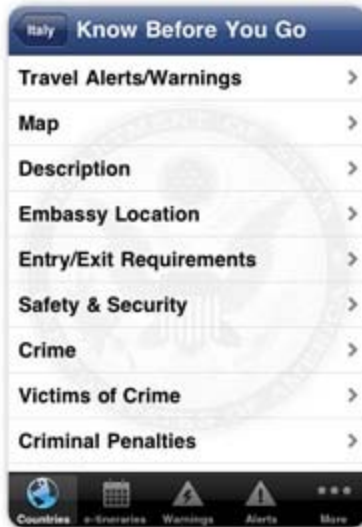 Italy Know Before You Go
Travel Alerts/Warnings
Map
Description
Embassy Location
Entry/Exit Requirements
Safety & Security
Crime
Victims of Crime
Criminal Penalties
Countries e-tineraries Warnings Alerts More